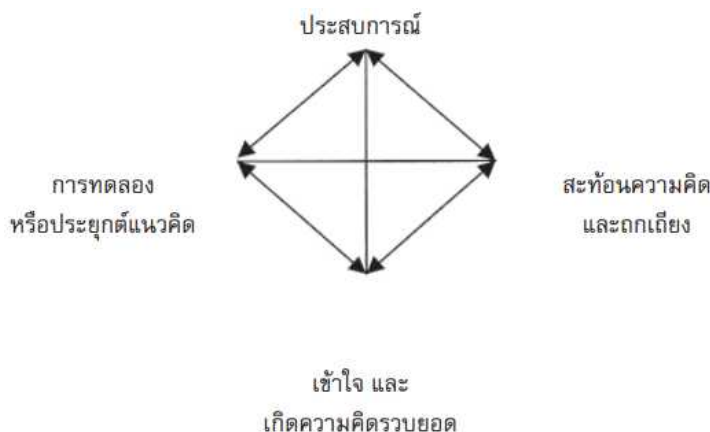 ประสบการณ์
การทดลอง
หรือประยุกต์แนวคิด
สะท้อนความคิด
และถกเถียง
เข้าใจ และ
เกิดความคิดรวบยอด